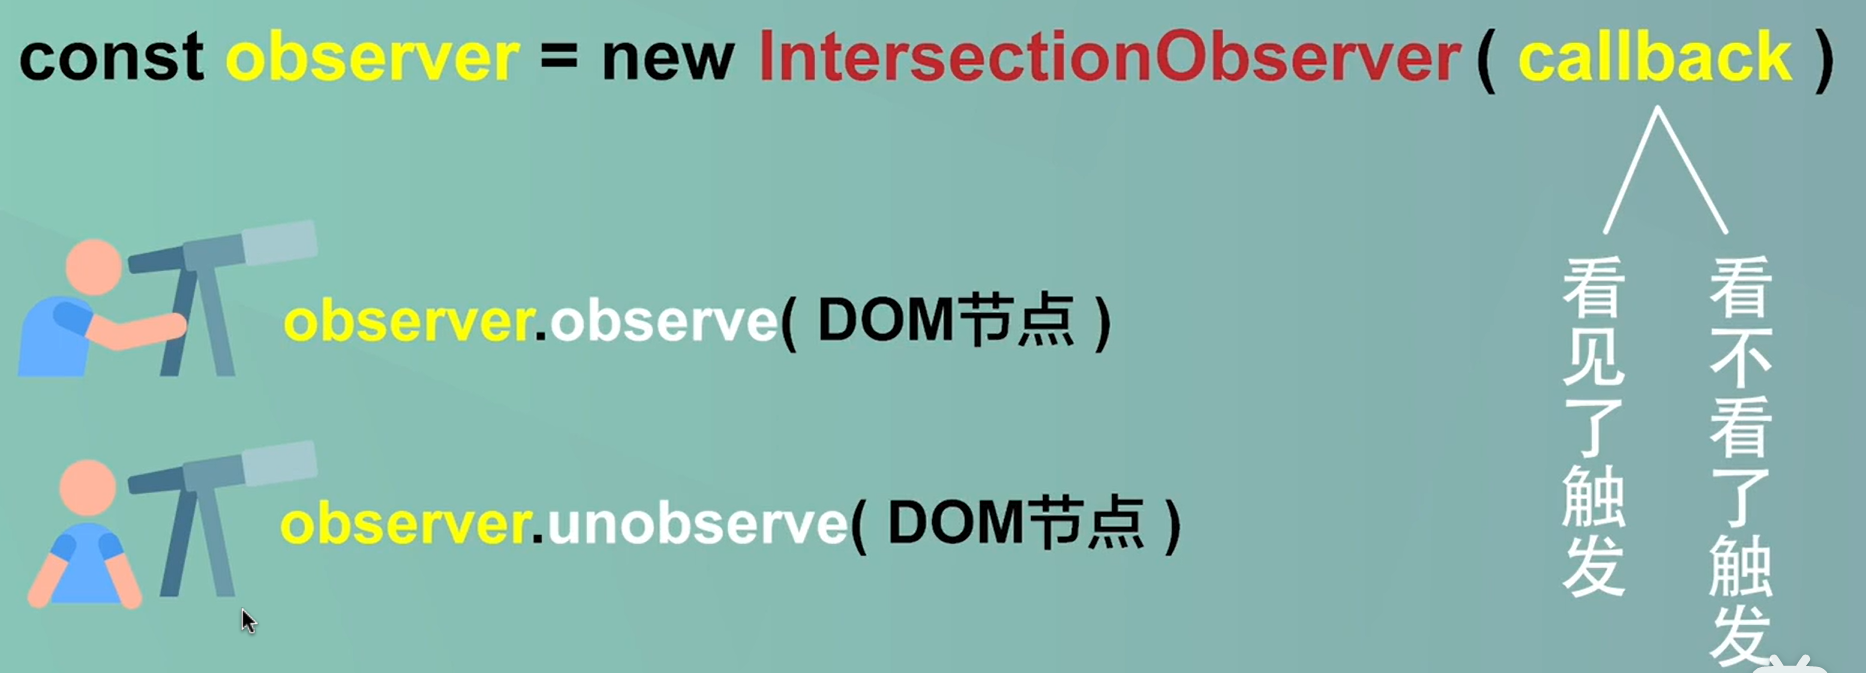 const observer = new IntersectionObserver ( callback )
observer.observe( DOM节点 )
observer.unobserve( DOM节点 )
看见了触发
看不看了触发